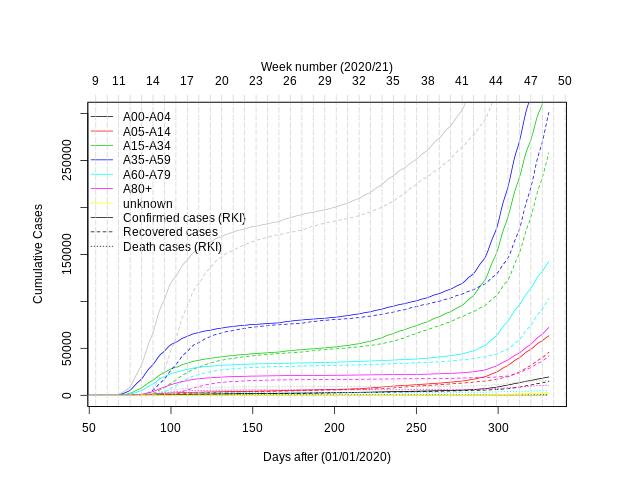 Week number (2020/21)
9 11 14 17 20 23 26 29 32 35 38 41 44 47 50
A00-A04
A05-A14
A15-A34
A35-A59
A60-A79
A80+
unknown
Confirmed cases (RKI)
Recovered cases
Death cases (RKI)
Cumulative Cases
0 50000 150000 250000
50 100 150 200 250 300
Days after (01/01/2020)